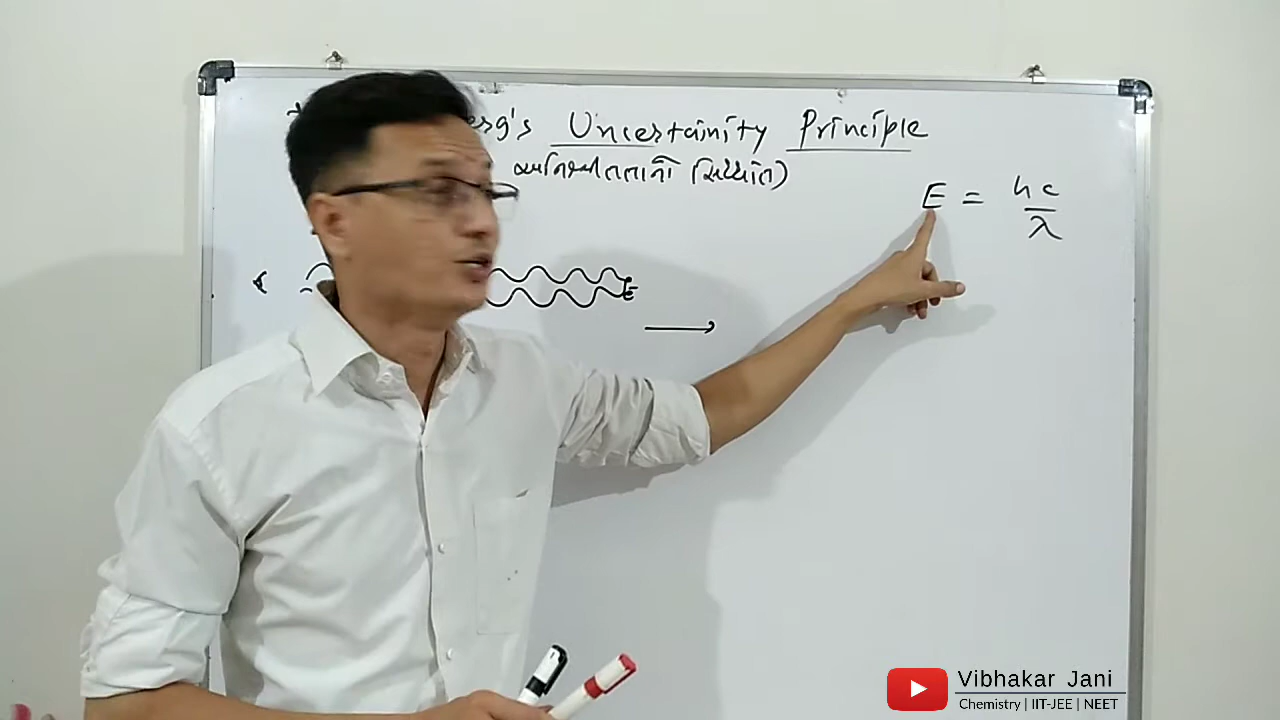 Uncertainity Principle
અનિશ્ચિતતાનો સિધ્ધાંત)
E = hc/λ
E
Vibhakar Jani
Chemistry | IIT-JEE | NEET